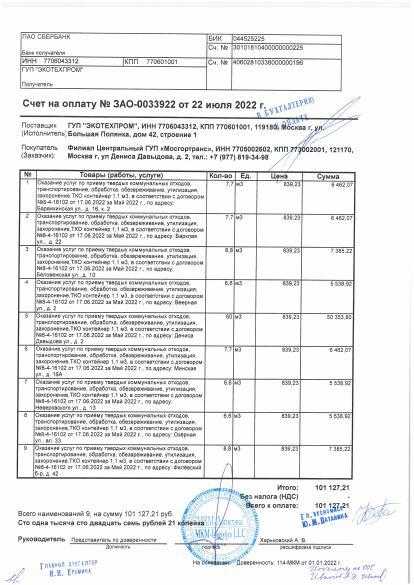 ПАО СБЕРБАНК
БИК 044525225
Сч. № 30101810400000000225
Банк получателя
ИНН 7706043312 КПП 770601001 Сч. № 40602810338000000196
ГУП "ЭКОТЕХПРОМ"
Получатель
Счет на оплату № ЗАО-0033922 от 22 июля 2022 г.
В БУХГАЛТЕРИЮ
К ОПЛАТЕ
Поставщик ГУП "ЭКОТЕХПРОМ", ИНН 7706043312, КПП 770601001, 119180, Москва г, ул.
(Исполнитель): Большая Полянка, дом 42, строение 1
Покупатель Филиал Центральный ГУП «Мосгортранс», ИНН 7705002602, КПП 773002001, 121170,
(Заказчик): Москва г, ул Дениса Давыдова, д. 2, тел.: +7 (977) 819-34-98
№ Товары (работы, услуги) Кол-во Ед. Цена Сумма
1 Оказание услуг по приему твердых коммунальных отходов, 7,7 м3 839,23 6 462,07
транспортирование, обработка, обезвреживание, утилизация,
захоронение,ТКО контейнер 1,1 м3, в соответствии с договором
№8-4-16102 от 17.06.2022 за Май 2022 г., по адресу:
Барвихинская ул., д. 16, к. 2
2 Оказание услуг по приему твердых коммунальных отходов, 7,7 м3 839,23 6 462,07
транспортирование, обработка, обезвреживание, утилизация,
захоронение,ТКО контейнер 1,1 м3, в соответствии с договором
№8-4-16102 от 17.06.2022 за Май 2022 г., по адресу:
ул., д. 22
3 Оказание услуг по приему твердых коммунальных отходов, 8,8 м3 839,23 7 385,22
транспортирование, обработка, обезвреживание, утилизация,
захоронение,ТКО контейнер 1,1 м3, в соответствии с договором
№8-4-16102 от 17.06.2022 за Май 2022 г., по адресу:
Беловежская ул., д. 10
4 Оказание услуг по приему твердых коммунальных отходов, 6,6 м3 839,23 5 538,92
транспортирование, обработка, обезвреживание, утилизация,
захоронение,ТКО контейнер 1,1 м3, в соответствии с договором
№8-4-16102 от 17.06.2022 за Май 2022 г., по адресу: Веерная
ул., д. 2
5 Оказание услуг по приему твердых коммунальных отходов, 60 м3 839,23 50 353,80
транспортирование, обработка, обезвреживание, утилизация,
захоронение,ТКО контейнер 1,1 м3, в соответствии с договором
№8-4-16102 от 17.06.2022 за Май 2022 г., по адресу: Дениса
Давыдова ул., д. 2
6 Оказание услуг по приему твердых коммунальных отходов, 7,7 м3 839,23 6 462,07
транспортирование, обработка, обезвреживание, утилизация,
захоронение,ТКО контейнер 1,1 м3, в соответствии с договором
№8-4-16102 от 17.06.2022 за Май 2022 г., по адресу: Минская
ул., д. 18А
7 Оказание услуг по приему твердых коммунальных отходов, 6,6 м3 839,23 5 538,92
транспортирование, обработка, обезвреживание, утилизация,
захоронение,ТКО контейнер 1,1 м3, в соответствии с договором
№8-4-16102 от 17.06.2022 за Май 2022 г., по адресу:
Неверовского ул., д. 13
8 Оказание услуг по приему твердых коммунальных отходов, 6,6 м3 839,23 5 538,92
транспортирование, обработка, обезвреживание, утилизация,
захоронение,ТКО контейнер 1,1 м3, в соответствии с договором
№8-4-16102 от 17.06.2022 за Май 2022 г., по адресу: Озёрная
ул., вл. 33
9 Оказание услуг по приему твердых коммунальных отходов, 8,8 м3 839,23 7 385,22
транспортирование, обработка, обезвреживание, утилизация,
захоронение,ТКО контейнер 1,1 м3, в соответствии с договором
№8-4-16102 от 17.06.2022 за Май 2022 г., по адресу: Филёвский
б-р, д. 42
Итого: 101 127,21
Без налога (НДС)
Всего к оплате: 101 127,21
Всего наименований 9, на сумму 101 127,21 руб.
Сто одна тысяча сто двадцать семь рублей 21 копейка
МКМ-Логистика
MKM-Logistics LLC
Ю.М.
Руководитель Представитель по доверенности Харьковский А. В.
Должность подпись расшифровка подписи
На основании: Доверенность: 114-МКМ от 01.01.2022 г.
ГЛАВНЫЙ БУХГАЛТЕР
Н.Н. ЕРЕМИНА